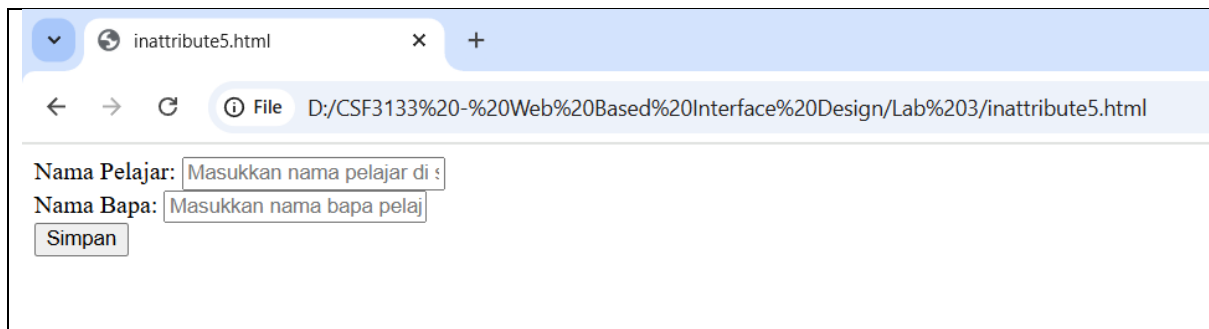 inattribute5.html
File D:/CSF3133%20-%20Web%20Based%20Interface%20Design/Lab%203/inattribute5.html
Nama Pelajar: Masukkan nama pelajar di
Nama Bapa: Masukkan nama bapa pelaj
Simpan